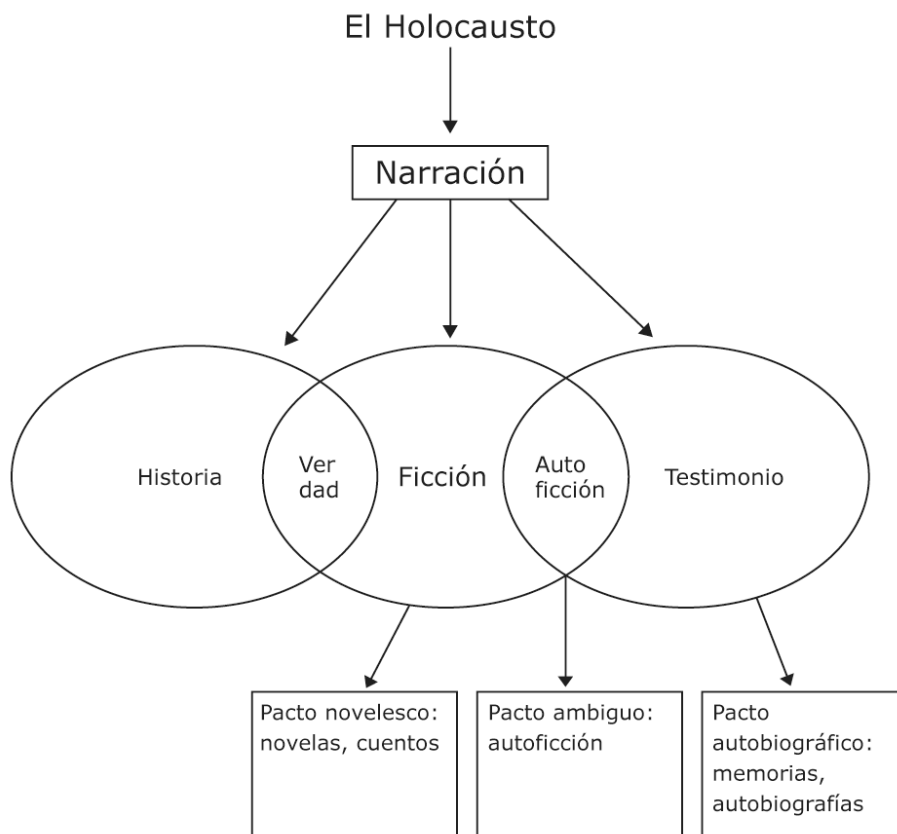 El Holocausto
Narración
Historia
Ver
dad
Ficción
Auto
ficción
Testimonio
Pacto novelesco:
novelas, cuentos
Pacto ambiguo:
autoficción
Pacto
autobiográfico:
memorias,
autobiografías